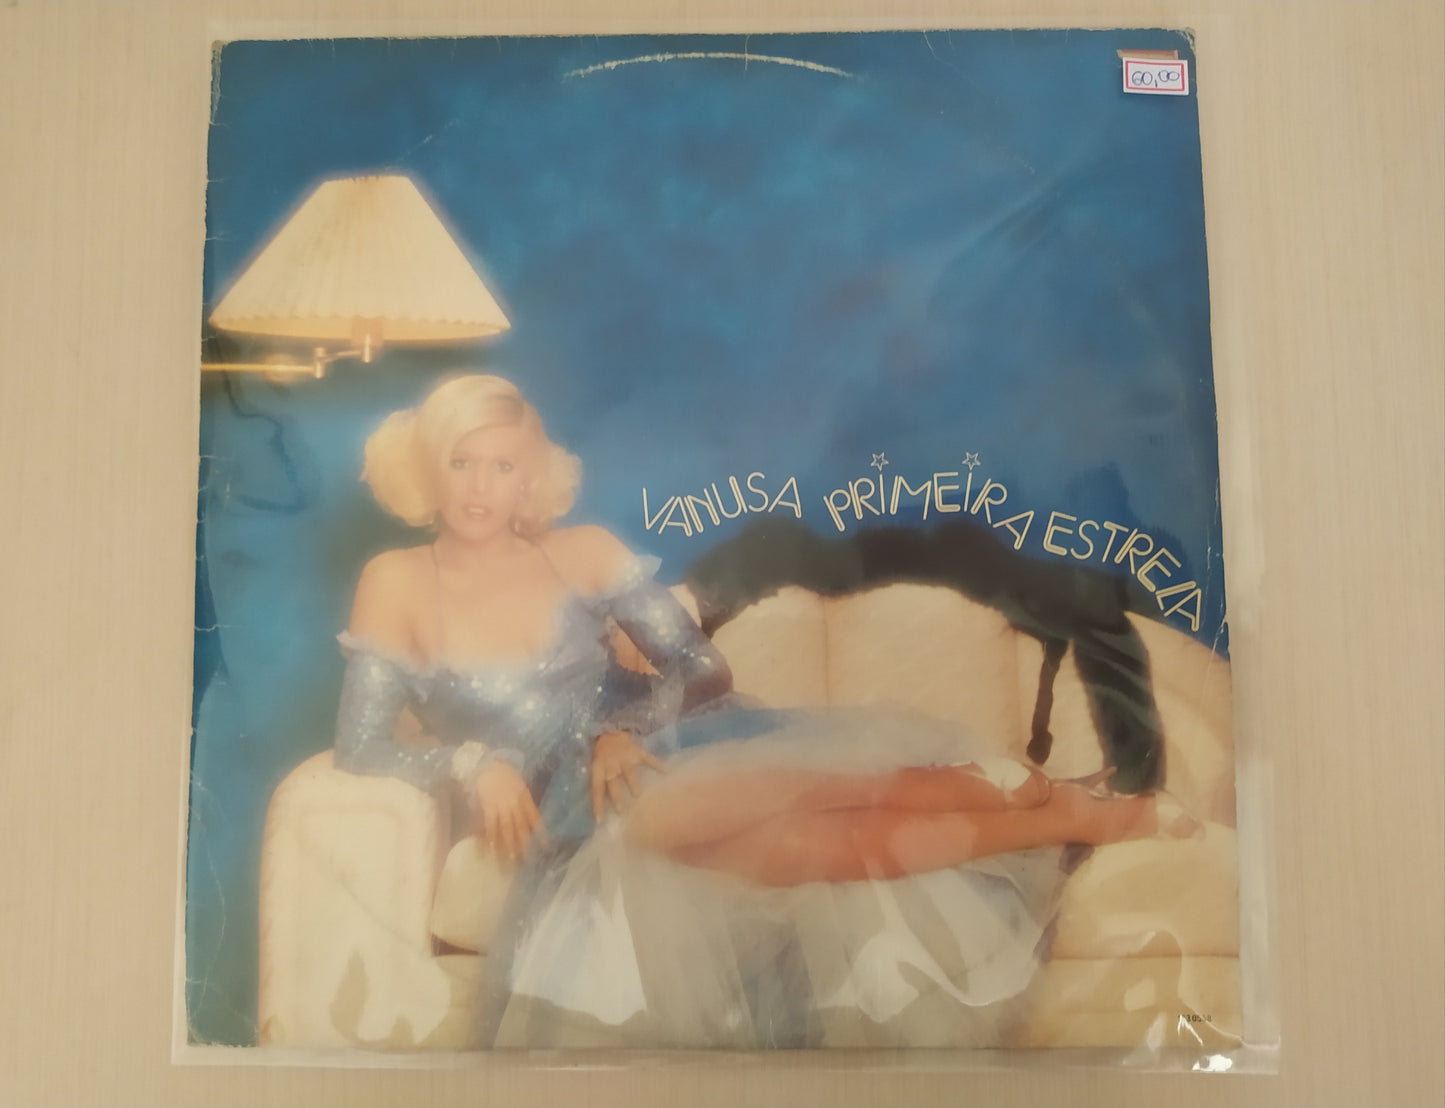 60,00
VANUSA PRIMEIRA ESTRELA